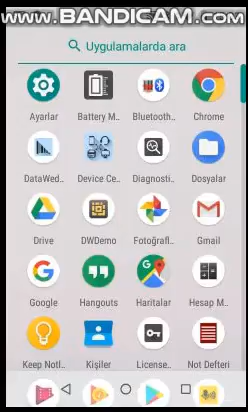 www.BANDICAM.com
Uygulamalarda ara
Ayarlar
Battery M..
Bluetooth..
Chrome
DataWed..
Device Ce..
Diagnosti..
Dosyalar
Drive
DWDemo
Fotoğrafl..
Gmail
Google
Hangouts
Haritalar
Hesap M..
Keep Notl..
Kişiler
License..
Not Defteri